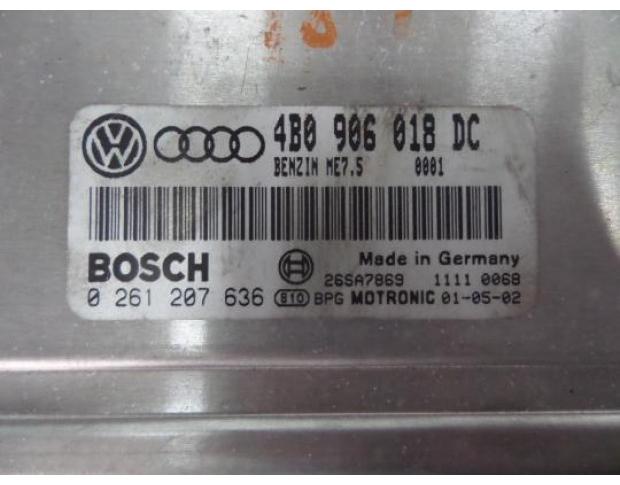 4B0 906 018 DC
BENZIN ME7.5 0001
BOSCH
Made in Germany
26SA7869 1111 0068
0 261 207 636 BPG MOTRONIC 01-05-02